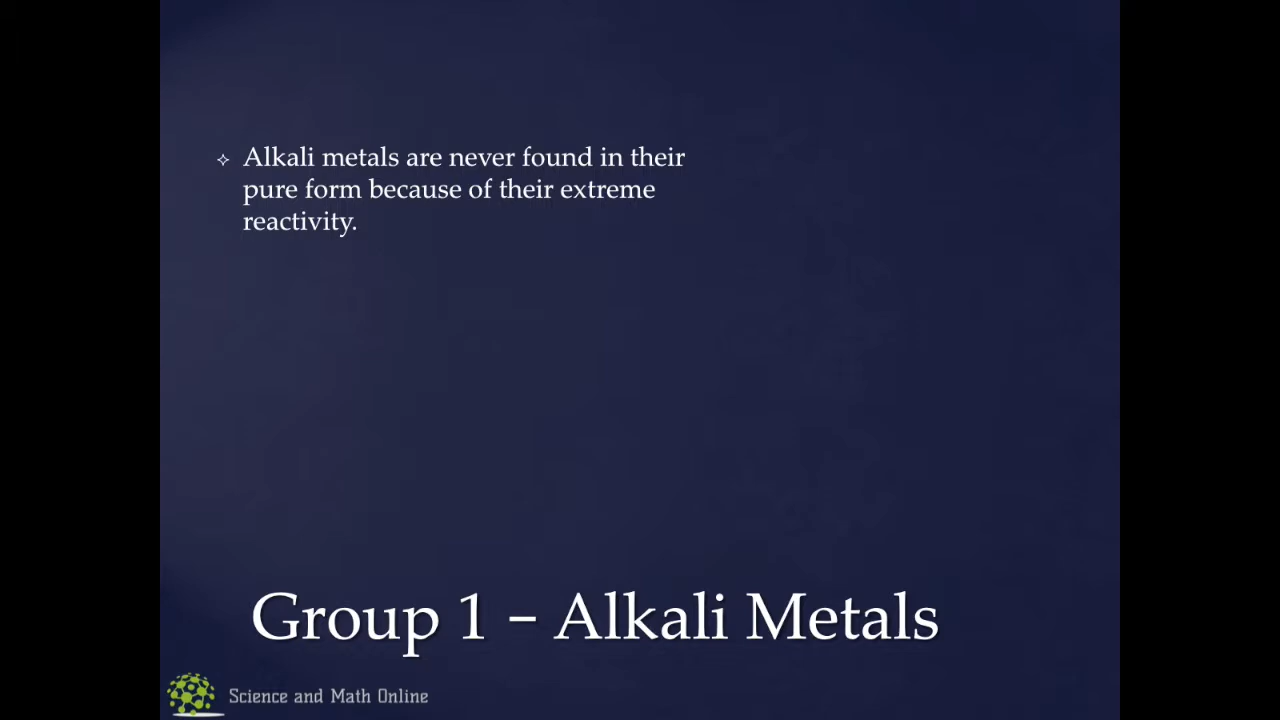 Alkali metals are never found in their
pure form because of their extreme
reactivity.
Group 1 – Alkali Metals
Science and Math Online